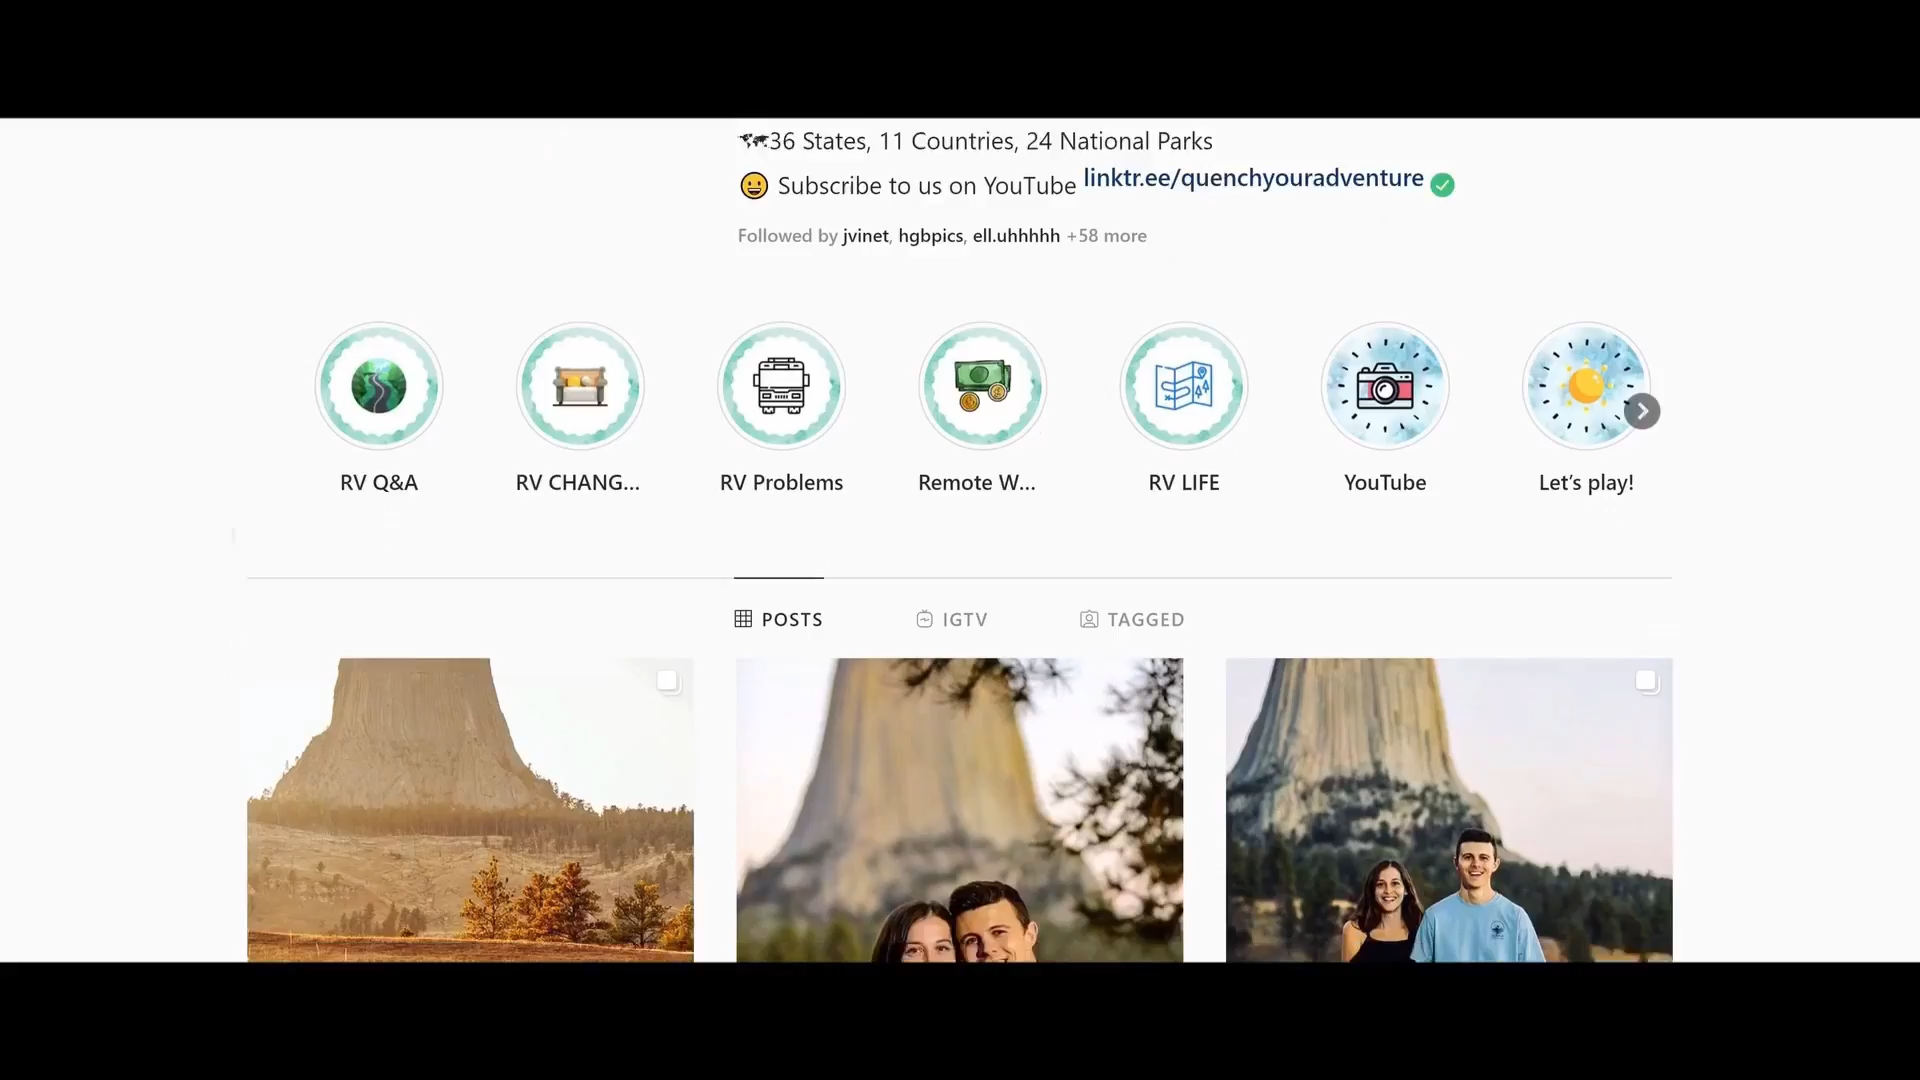 36 States, 11 Countries, 24 National Parks
Subscribe to us on YouTube linktr.ee/quenchyouradventure
Followed by jvinet, hgbpics, ell.uhhhhh +58 more
RV Q&A
RV CHANG...
RV Problems
Remote W...
RV LIFE
YouTube
Let’s play!
POSTS
IGTV
TAGGED